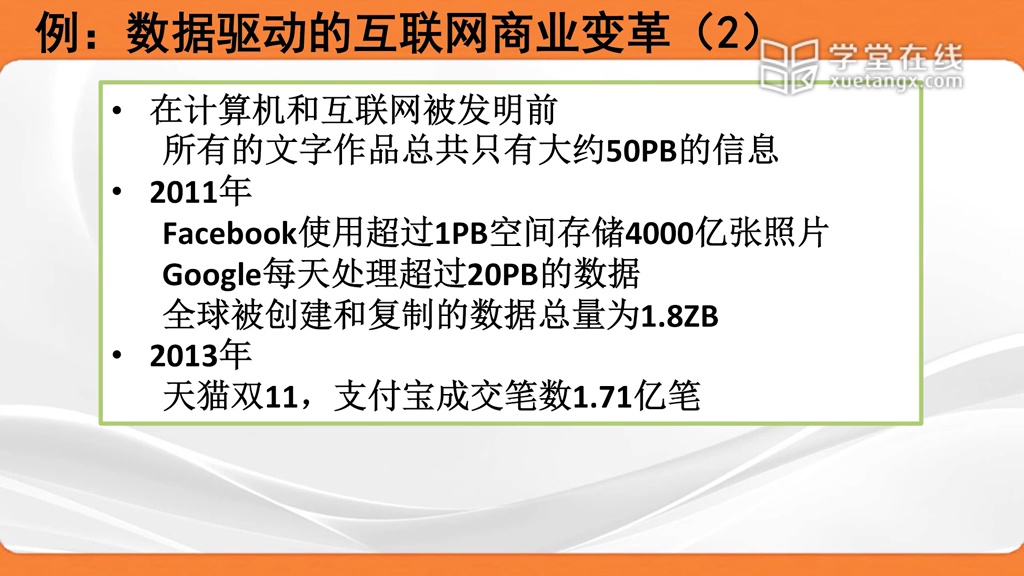 例：数据驱动的互联网商业变革（2）
学堂在线
xuetangx.com
• 在计算机和互联网被发明前
所有的文字作品总共只有大约50PB的信息
• 2011年
Facebook使用超过1PB空间存储4000亿张照片
Google每天处理超过20PB的数据
全球被创建和复制的数据总量为1.8ZB
• 2013年
天猫双11，支付宝成交笔数1.71亿笔